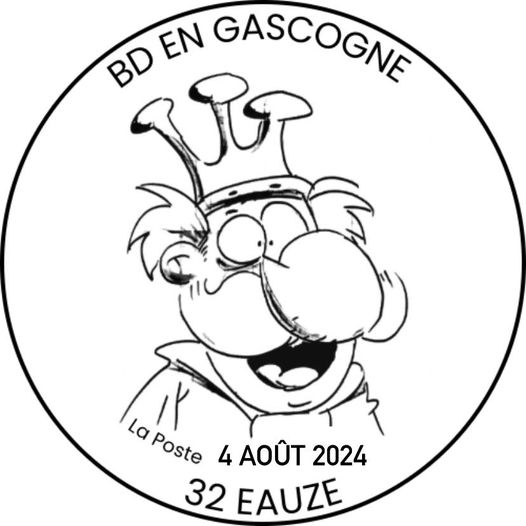 BD EN GASCOGNE
La Poste
4 AOÛT 2024
32 EAUZE